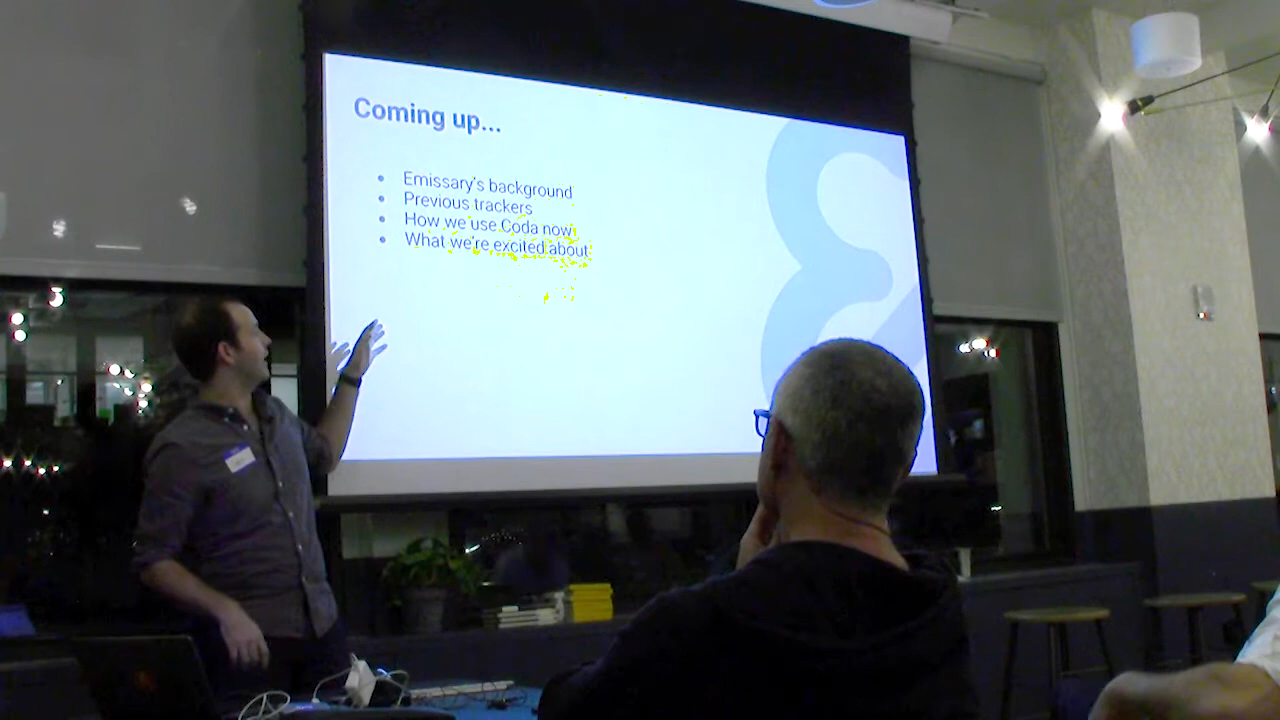 Coming up...
Emissary's background
Previous trackers
How we use Coda now
What we're excited about